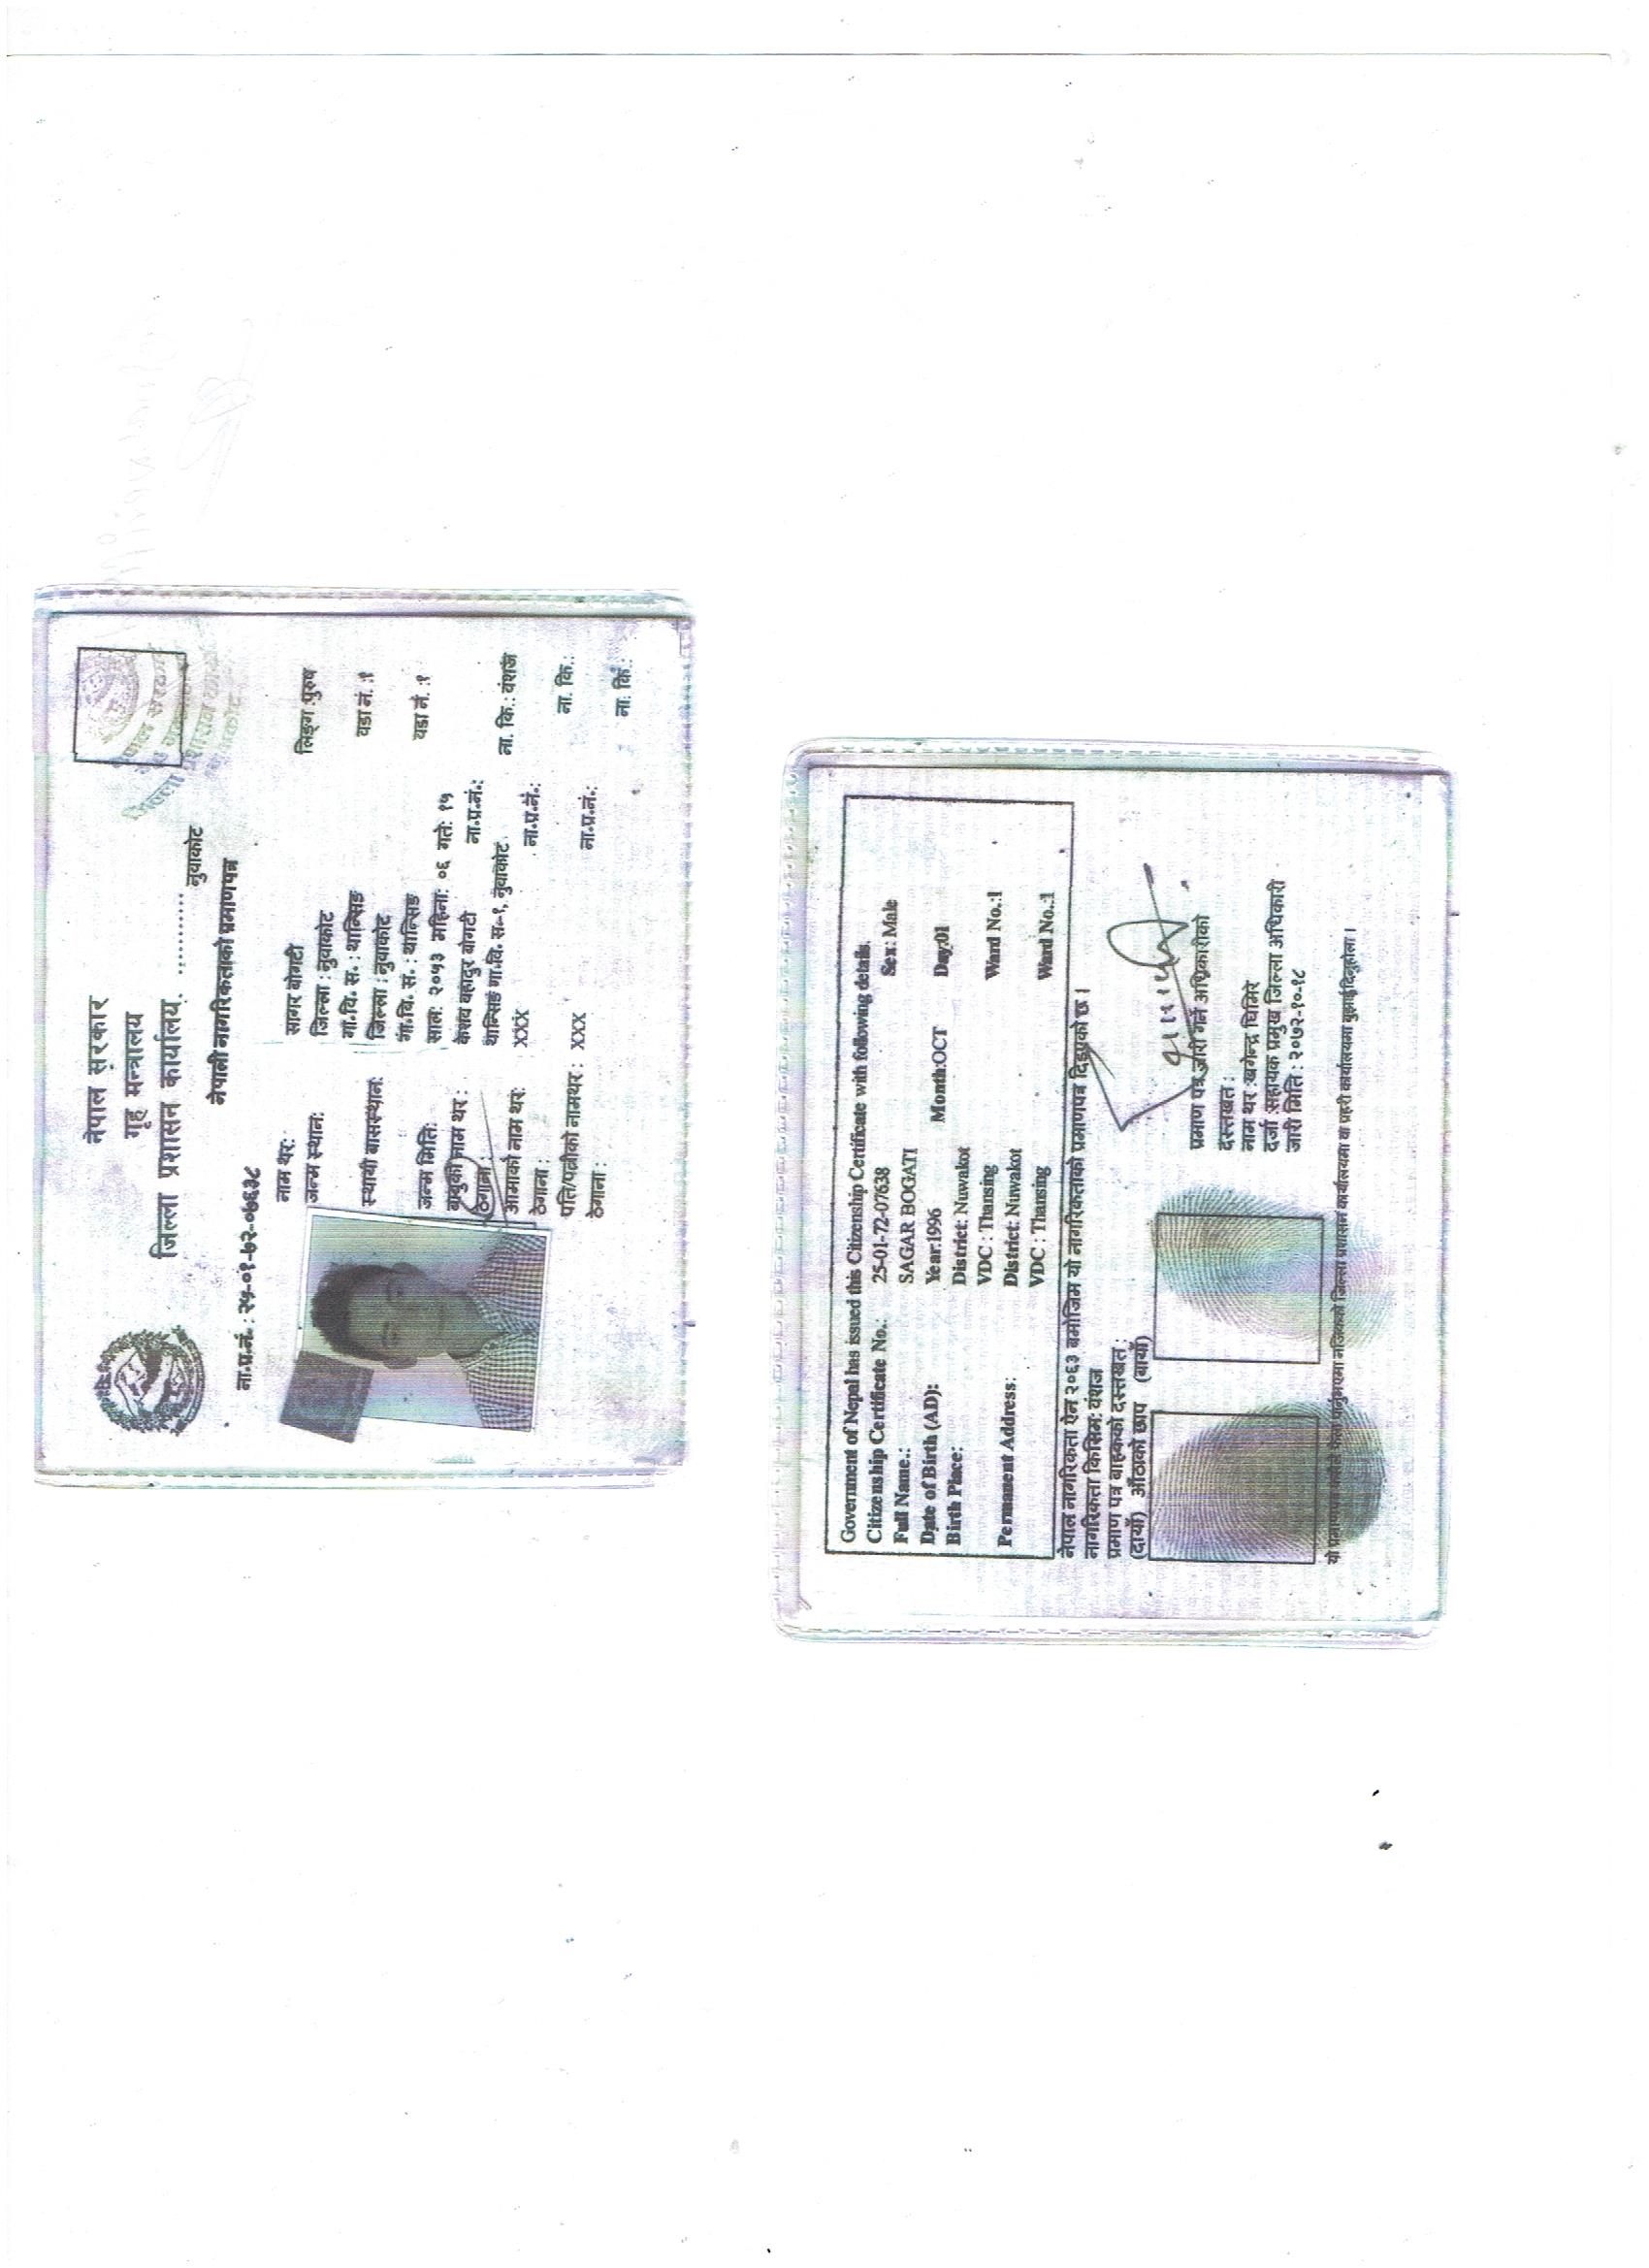 नेपाल सरकार
गृह मन्त्रालय
जिल्ला प्रशासन कार्यालय. ...........
नुवाकोट
नेपाली नागरिकताको प्रमाणपत्र
ना.प्र.नं. : २५-०१-७२-०७६३८
नेपाल सरकार
जिल्ला प्रशासन
नाम थर: सागर बोगटी लिङ्ग :पुरुष
जन्म स्थान: जिल्ला : नुवाकोट
गा.वि. स. : थान्सिङ वडा नं. :१
स्थायी बासस्थान: जिल्ला : नुवाकोट
गा.वि. सं. : थान्सिङ वडा नं. :१
जन्म मिति: साल: २०५३ महिना: ०६ गते: १५
बाबुको नाम थर : केशव बहादुर बोगटी ना.प्र.नं.:
ठेगाना : थान्सिङ गा.वि. स.-१, नुवाकोट ना. कि.: वंशज
आमाको नाम थर: XXX ना.प्र.नं.:
ठेगाना : ना. कि.:
पति/पत्नीको नामथर : XXX ना.प्र.नं.:
ठेगाना : ना. कि.:
Government of Nepal has issued this Citizenship Certificate with following details.
Citizenship Certificate No.: 25-01-72-07638 Sex: Male
Full Name.: SAGAR BOGATI
Date of Birth (AD): Year:1996 Month:OCT Day:01
Birth Place: District: Nuwakot
VDC : Thansing Ward No.:1
Permanent Address: District: Nuwakot
VDC : Thansing Ward No.:1
नेपाल नागरिकता ऐन २०६३ बमोजिम यो नागरिकताको प्रमाणपत्र दिइएको छ ।
नागरिकता किसिम: वंशज
प्रमाण पत्र बाहकको दस्तखत :
(दायाँ) औंठाको छाप (बायाँ)
प्रमाण पत्र जारी गर्ने अधिकारीको
दस्तखत :
नाम थर :खगेन्द्र घिमिरे
दर्जा :सहायक प्रमुख जिल्ला अधिकारी
जारी मिति : २०७२-१०-१८
यो प्रमाणपत्र कसैले फेला पार्नुभएमा नजिकको जिल्ला प्रशासन कार्यालयमा वा प्रहरी कार्यालयमा बुझाईदिनुहोला ।